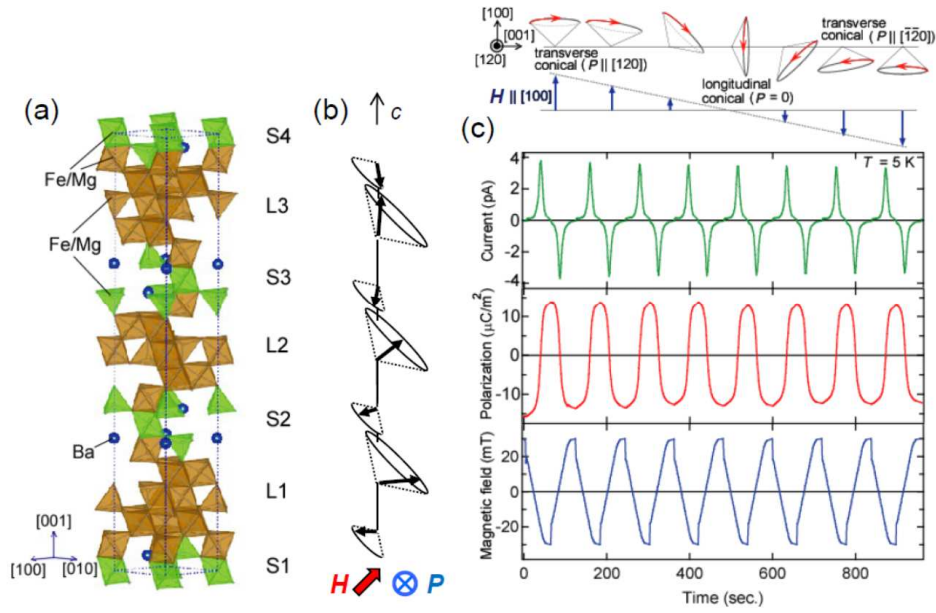 (a)
Fe/Mg
Fe/Mg
Ba
[001]
[100]
[010]
S4
L3
S3
L2
S2
L1
S1
(b)
c
H
P
[100]
[001]
[1̅20]
transverse
conical ( P || [120])
longitudinal
conical (P = 0)
transverse
conical ( P || [1̅2̅0])
H || [100]
(c)
T = 5 K
Current (pA)
4
2
0
-2
-4
Polarization (μC/m²)
10
0
-10
Magnetic field (mT)
20
0
-20
0
200
400
600
800
Time (sec.)